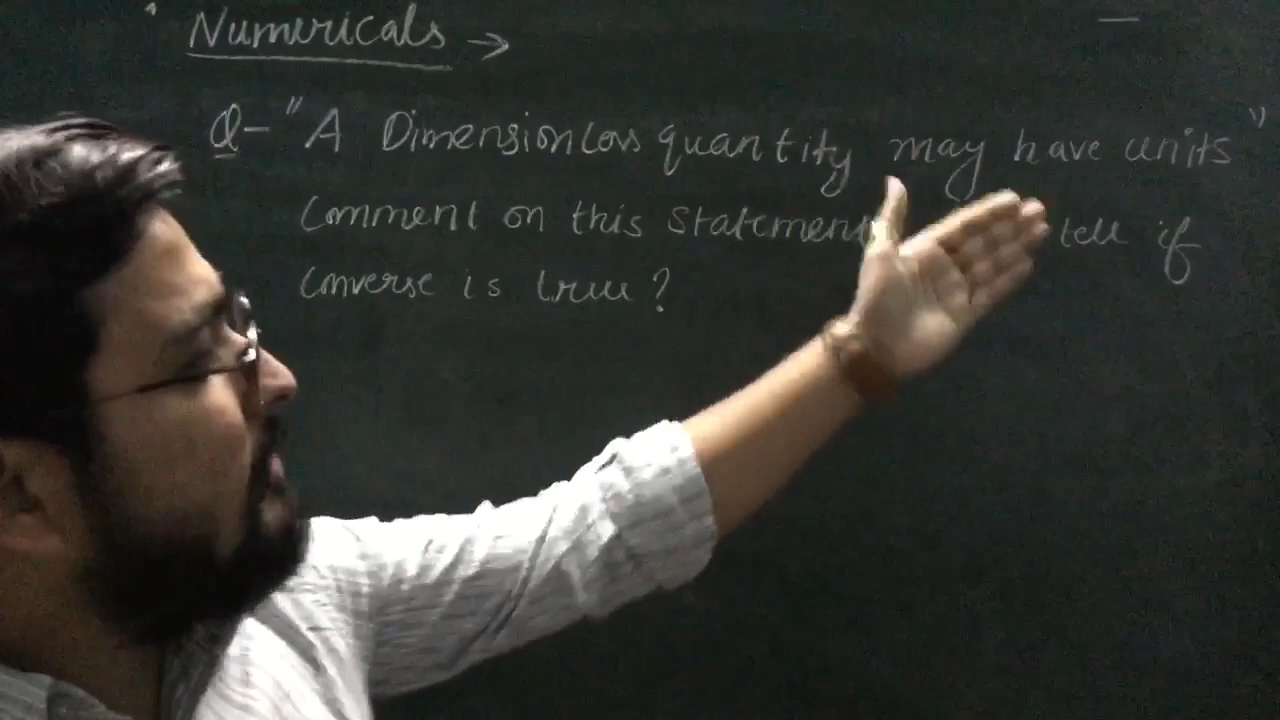 Numericals →
Q- "A Dimensionless quantity may have units"
Comment on this statement tell if
converse is true?